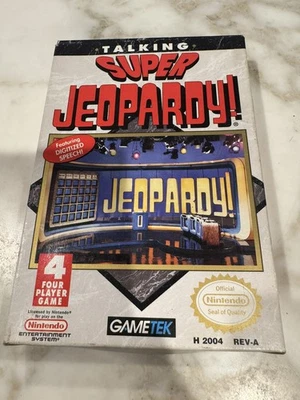 TALKING
SUPER
JEOPARDY!
Featuring
DIGITIZED
SPEECH!
JEOPARDY!
4
FOUR
PLAYER
GAME
Licensed by Nintendo
for play on the
Nintendo
ENTERTAINMENT
SYSTEM
GAMETEK
Official
Nintendo
Seal of Quality
H 2004 REV-A